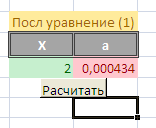 Посл уравнение (1)
X a
2 0,000434
Расчитать